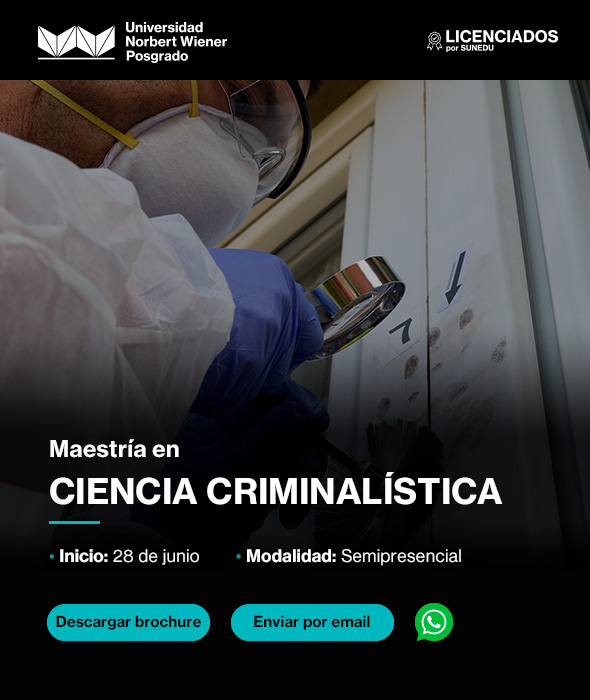 Universidad
Norbert Wiener
Posgrado
LICENCIADOS
por SUNEDU
7
Maestría en
CIENCIA CRIMINALÍSTICA
• Inicio: 28 de junio • Modalidad: Semipresencial
Descargar brochure Enviar por email